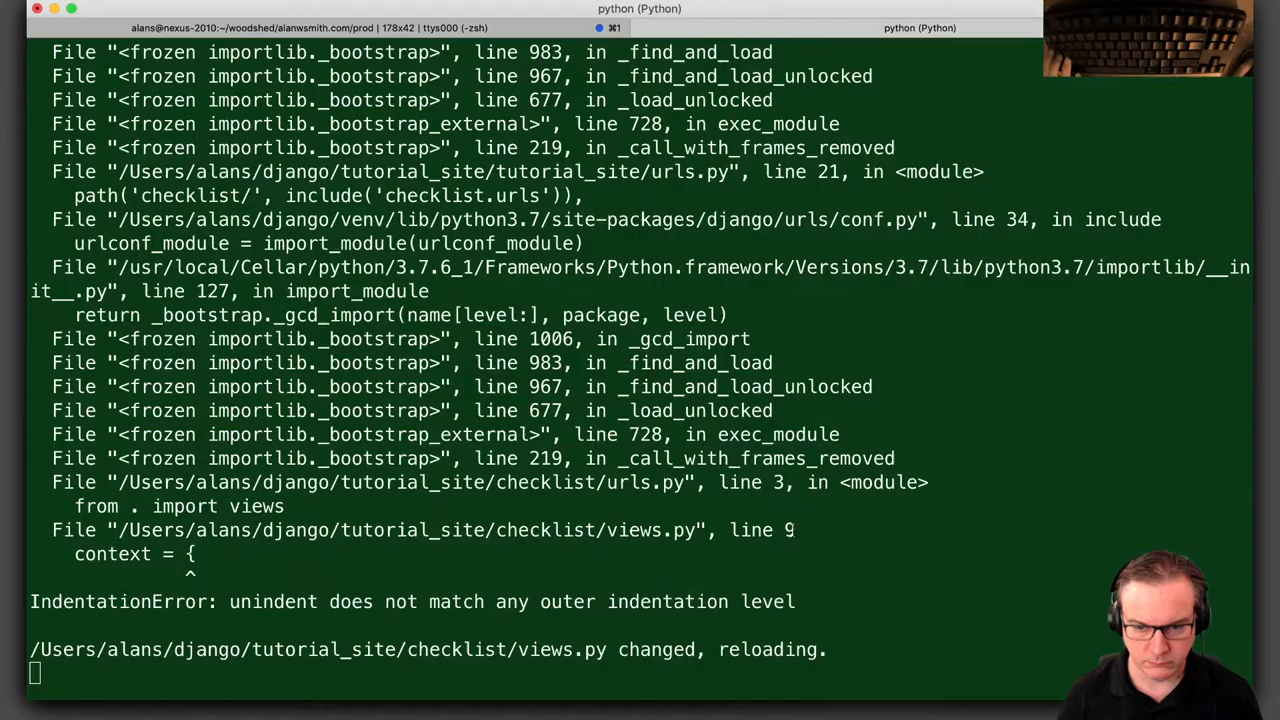 python (Python)
alans@nexus-2010:~/woodshed/alanwsmith.com/prod | 178x42 | ttys000 (-zsh)
⌘1
python (Python)
File "<frozen importlib._bootstrap>", line 983, in _find_and_load
File "<frozen importlib._bootstrap>", line 967, in _find_and_load_unlocked
File "<frozen importlib._bootstrap>", line 677, in _load_unlocked
File "<frozen importlib._bootstrap_external>", line 728, in exec_module
File "<frozen importlib._bootstrap>", line 219, in _call_with_frames_removed
File "/Users/alans/django/tutorial_site/tutorial_site/urls.py", line 21, in <module>
path('checklist/', include('checklist.urls')),
File "/Users/alans/django/venv/lib/python3.7/site-packages/django/urls/conf.py", line 34, in include
urlconf_module = import_module(urlconf_module)
File "/usr/local/Cellar/python/3.7.6_1/Frameworks/Python.framework/Versions/3.7/lib/python3.7/importlib/__in
it__.py", line 127, in import_module
return _bootstrap._gcd_import(name[level:], package, level)
File "<frozen importlib._bootstrap>", line 1006, in _gcd_import
File "<frozen importlib._bootstrap>", line 983, in _find_and_load
File "<frozen importlib._bootstrap>", line 967, in _find_and_load_unlocked
File "<frozen importlib._bootstrap>", line 677, in _load_unlocked
File "<frozen importlib._bootstrap_external>", line 728, in exec_module
File "<frozen importlib._bootstrap>", line 219, in _call_with_frames_removed
File "/Users/alans/django/tutorial_site/checklist/urls.py", line 3, in <module>
from . import views
File "/Users/alans/django/tutorial_site/checklist/views.py", line 9
context = {
^
IndentationError: unindent does not match any outer indentation level
/Users/alans/django/tutorial_site/checklist/views.py changed, reloading.